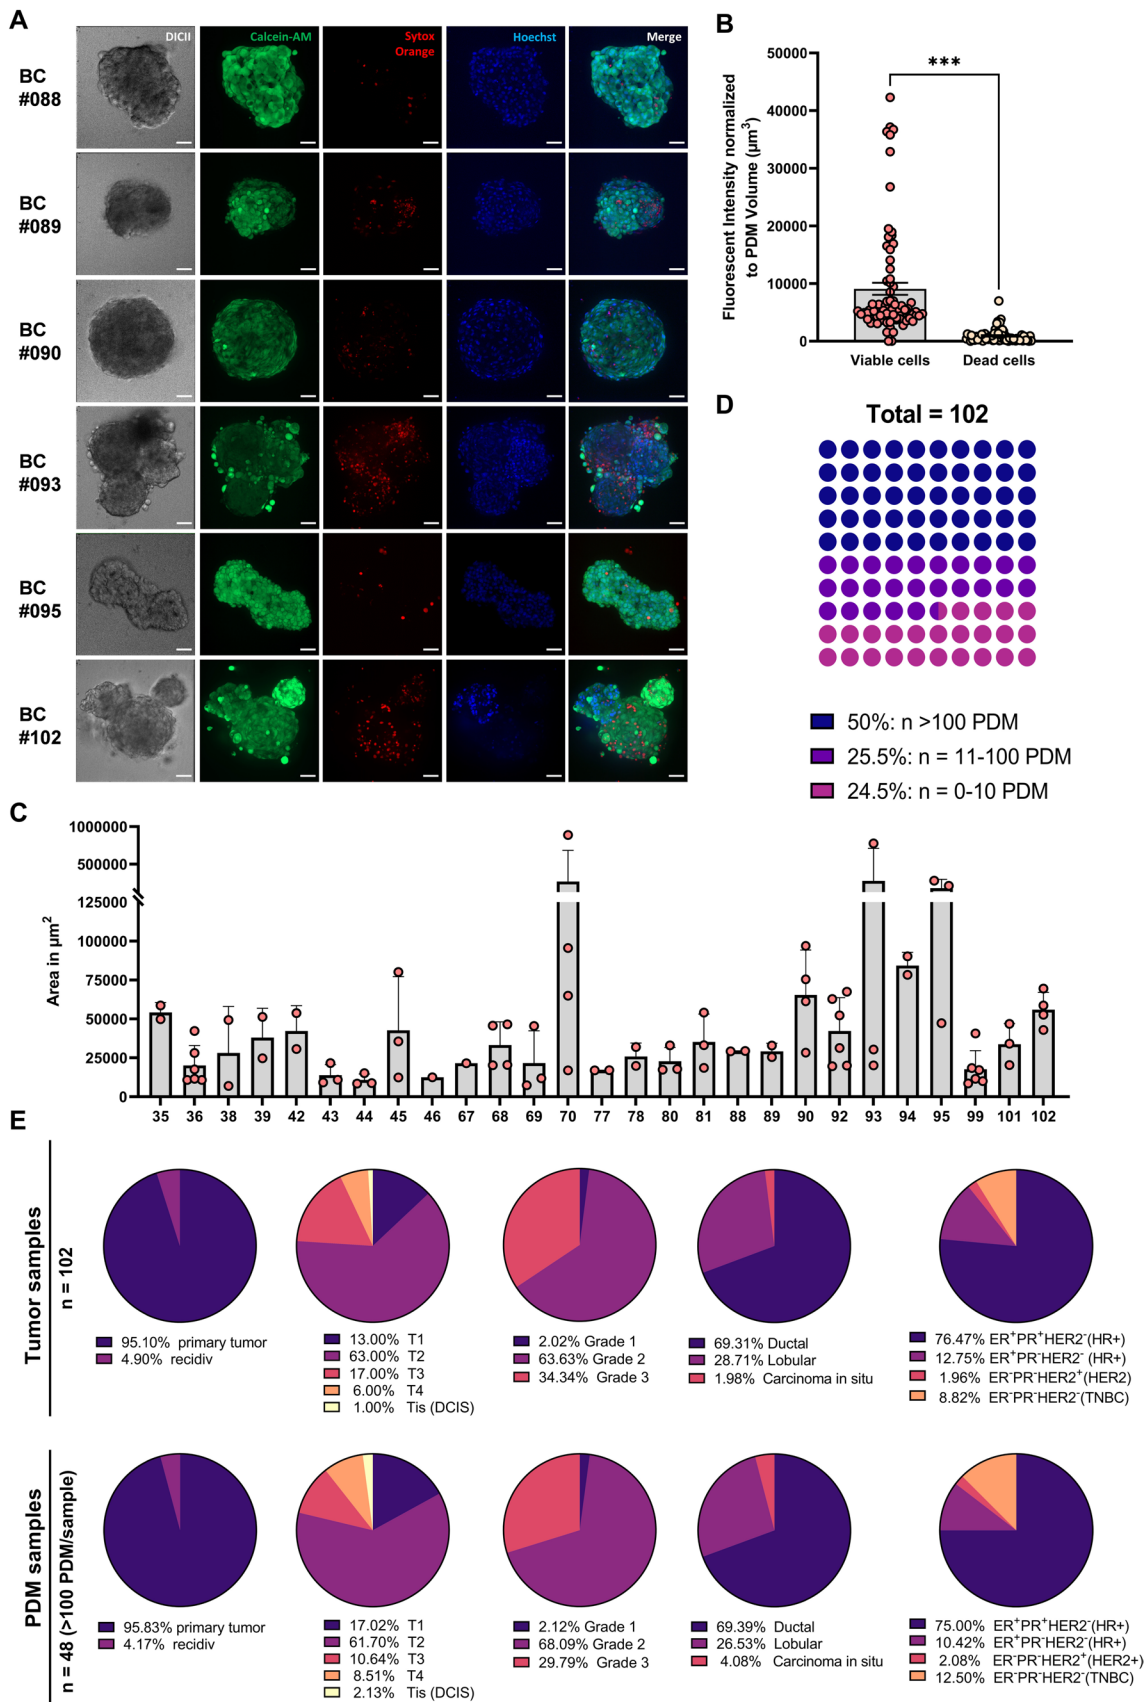 A
DICII
Calcein-AM
Sytox
Orange
Hoechst
Merge
BC
#088
BC
#089
BC
#090
BC
#093
BC
#095
BC
#102
B
Fluorescent Intensity normalized
to PDM Volume (µm³)
50000
40000
30000
20000
10000
0
***
Viable cells
Dead cells
D
Total = 102
50%: n >100 PDM
25.5%: n = 11-100 PDM
24.5%: n = 0-10 PDM
C
Area in µm²
1000000
500000
125000
100000
75000
50000
25000
0
35 36 38 39 42 43 44 45 46 67 68 69 70 77 78 80 81 88 89 90 92 93 94 95 99 101 102
E
Tumor samples
n = 102
95.10% primary tumor
4.90% recidiv
13.00% T1
63.00% T2
17.00% T3
6.00% T4
1.00% Tis (DCIS)
2.02% Grade 1
63.63% Grade 2
34.34% Grade 3
69.31% Ductal
28.71% Lobular
1.98% Carcinoma in situ
76.47% ER⁺PR⁺HER2⁻(HR+)
12.75% ER⁺PR⁻HER2⁻(HR+)
1.96% ER⁻PR⁻HER2⁺(HER2)
8.82% ER⁻PR⁻HER2⁻(TNBC)
PDM samples
n = 48 (>100 PDM/sample)
95.83% primary tumor
4.17% recidiv
17.02% T1
61.70% T2
10.64% T3
8.51% T4
2.13% Tis (DCIS)
2.12% Grade 1
68.09% Grade 2
29.79% Grade 3
69.39% Ductal
26.53% Lobular
4.08% Carcinoma in situ
75.00% ER⁺PR⁺HER2⁻(HR+)
10.42% ER⁺PR⁻HER2⁻(HR+)
2.08% ER⁻PR⁻HER2⁺(HER2+)
12.50% ER⁻PR⁻HER2⁻(TNBC)